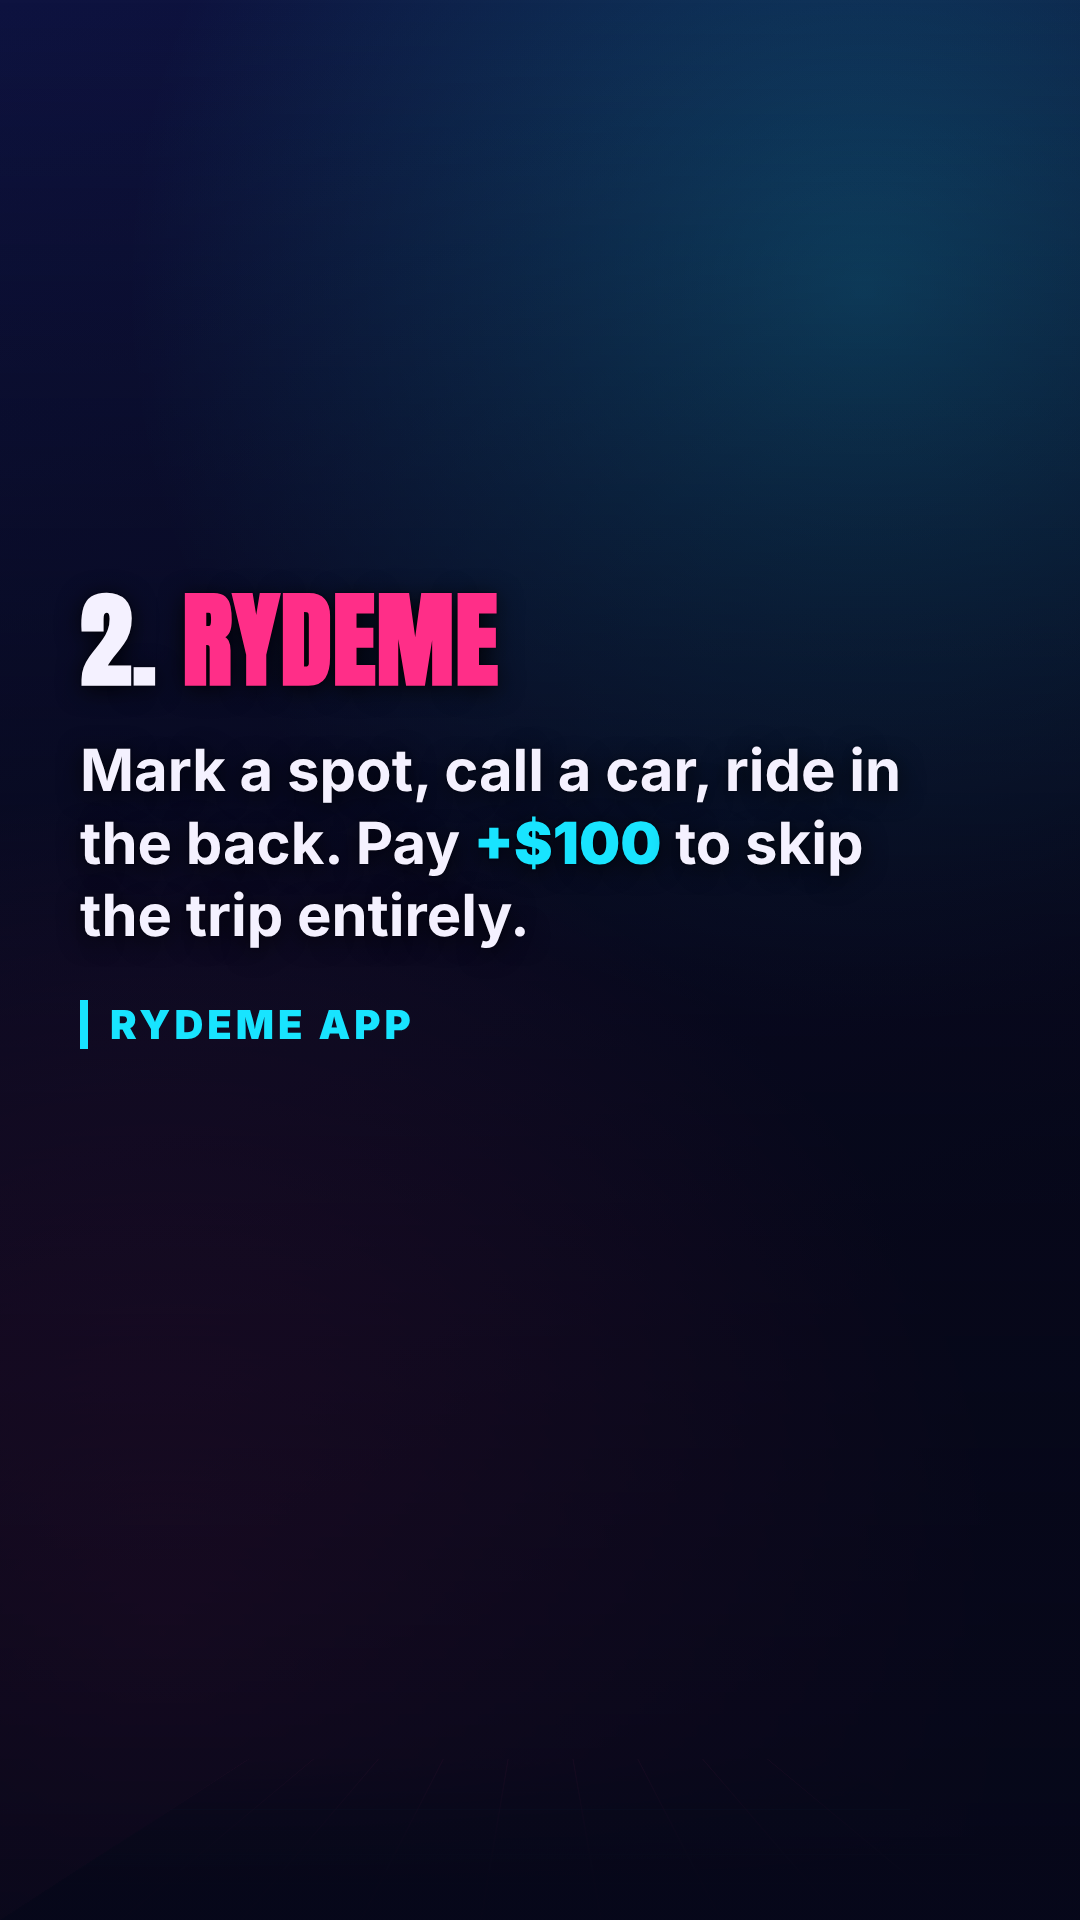 2. RYDEME
Mark a spot, call a car, ride in
the back. Pay +$100 to skip
the trip entirely.
RYDEME APP